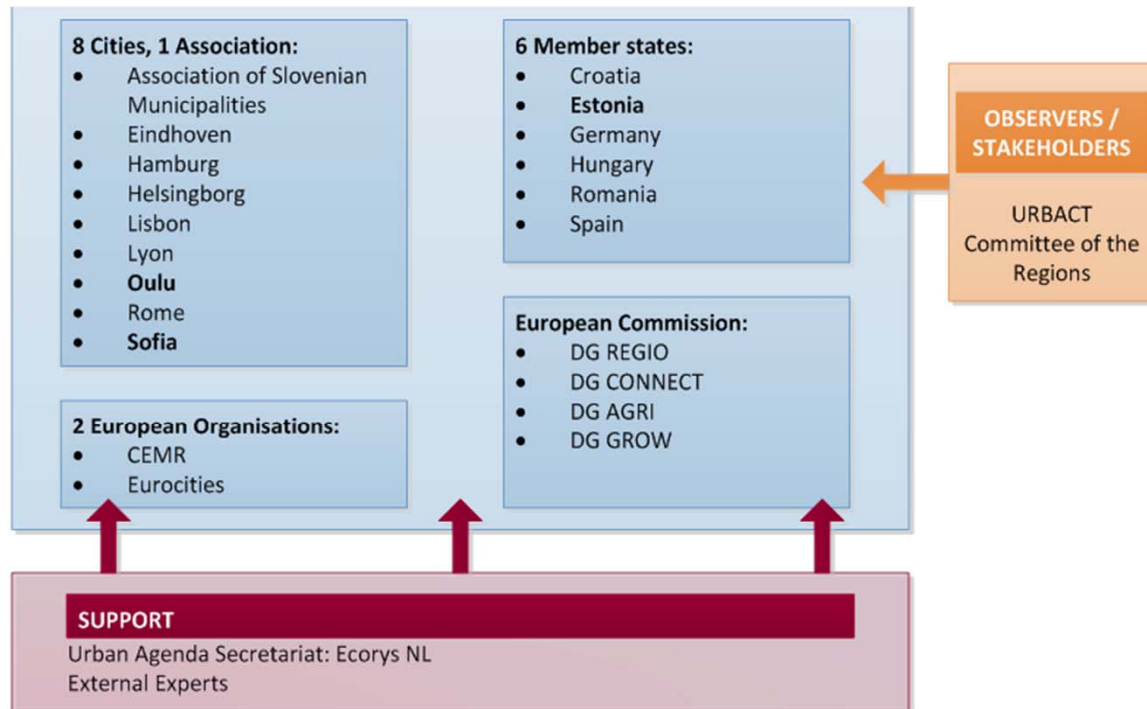 8 Cities, 1 Association:
• Association of Slovenian
Municipalities
• Eindhoven
• Hamburg
• Helsingborg
• Lisbon
• Lyon
• Oulu
• Rome
• Sofia
2 European Organisations:
• CEMR
• Eurocities
6 Member states:
• Croatia
• Estonia
• Germany
• Hungary
• Romania
• Spain
European Commission:
• DG REGIO
• DG CONNECT
• DG AGRI
• DG GROW
OBSERVERS /
STAKEHOLDERS
URBACT
Committee of the
Regions
SUPPORT
Urban Agenda Secretariat: Ecorys NL
External Experts